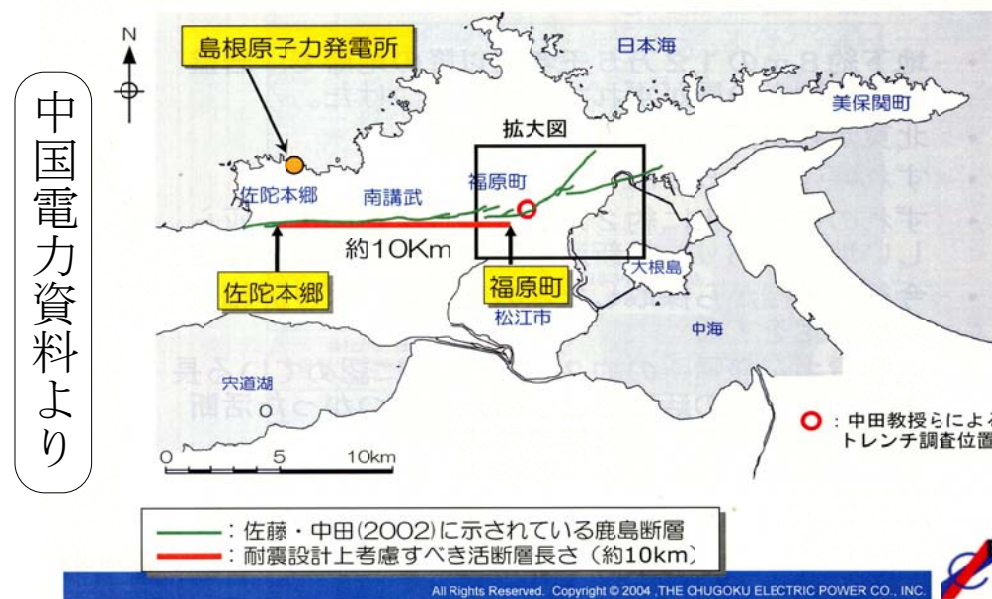 中国電力資料より
N
島根原子力発電所
日本海
美保関町
拡大図
佐陀本郷
南講武
福原町
約10Km
佐陀本郷
福原町
大根島
松江市
中海
宍道湖
0 5 10km
：中田教授らによる
トレンチ調査位置
：佐藤・中田(2002)に示されている鹿島断層
：耐震設計上考慮すべき活断層長さ（約10km）
All Rights Reserved. Copyright © 2004 ,THE CHUGOKU ELECTRIC POWER CO., INC.